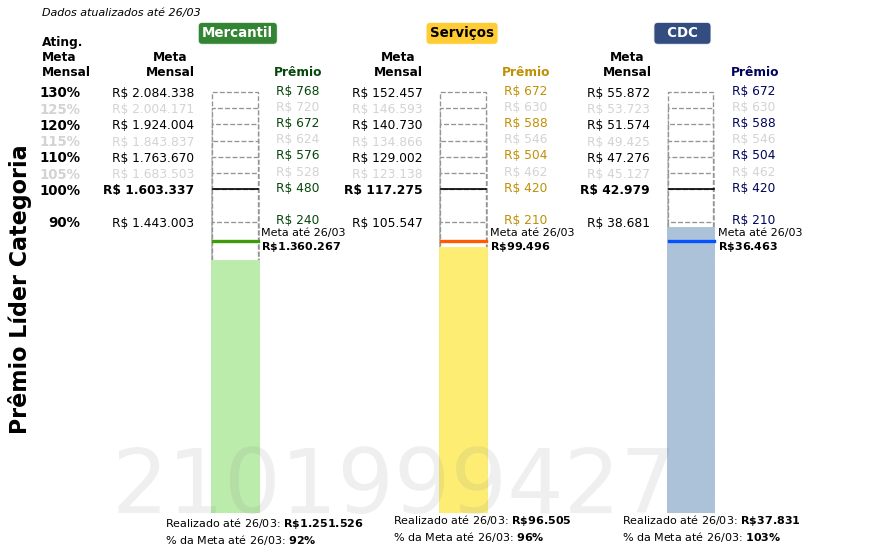 Dados atualizados até 26/03
Mercantil Serviços CDC
Ating. Meta Mensal Meta Mensal Prêmio Meta Mensal Prêmio Meta Mensal Prêmio
130% R$ 2.084.338 R$ 768 R$ 152.457 R$ 672 R$ 55.872 R$ 672
125% R$ 2.004.171 R$ 720 R$ 146.593 R$ 630 R$ 53.723 R$ 630
120% R$ 1.924.004 R$ 672 R$ 140.730 R$ 588 R$ 51.574 R$ 588
115% R$ 1.843.837 R$ 624 R$ 134.866 R$ 546 R$ 49.425 R$ 546
110% R$ 1.763.670 R$ 576 R$ 129.002 R$ 504 R$ 47.276 R$ 504
105% R$ 1.683.503 R$ 528 R$ 123.138 R$ 462 R$ 45.127 R$ 462
100% R$ 1.603.337 R$ 480 R$ 117.275 R$ 420 R$ 42.979 R$ 420
90% R$ 1.443.003 R$ 240 R$ 105.547 R$ 210 R$ 38.681 R$ 210
Meta até 26/03 Meta até 26/03 Meta até 26/03
R$1.360.267 R$99.496 R$36.463
Prêmio Líder Categoria
2101999427
Realizado até 26/03: R$1.251.526 Realizado até 26/03: R$96.505 Realizado até 26/03: R$37.831
% da Meta até 26/03: 92% % da Meta até 26/03: 96% % da Meta até 26/03: 103%